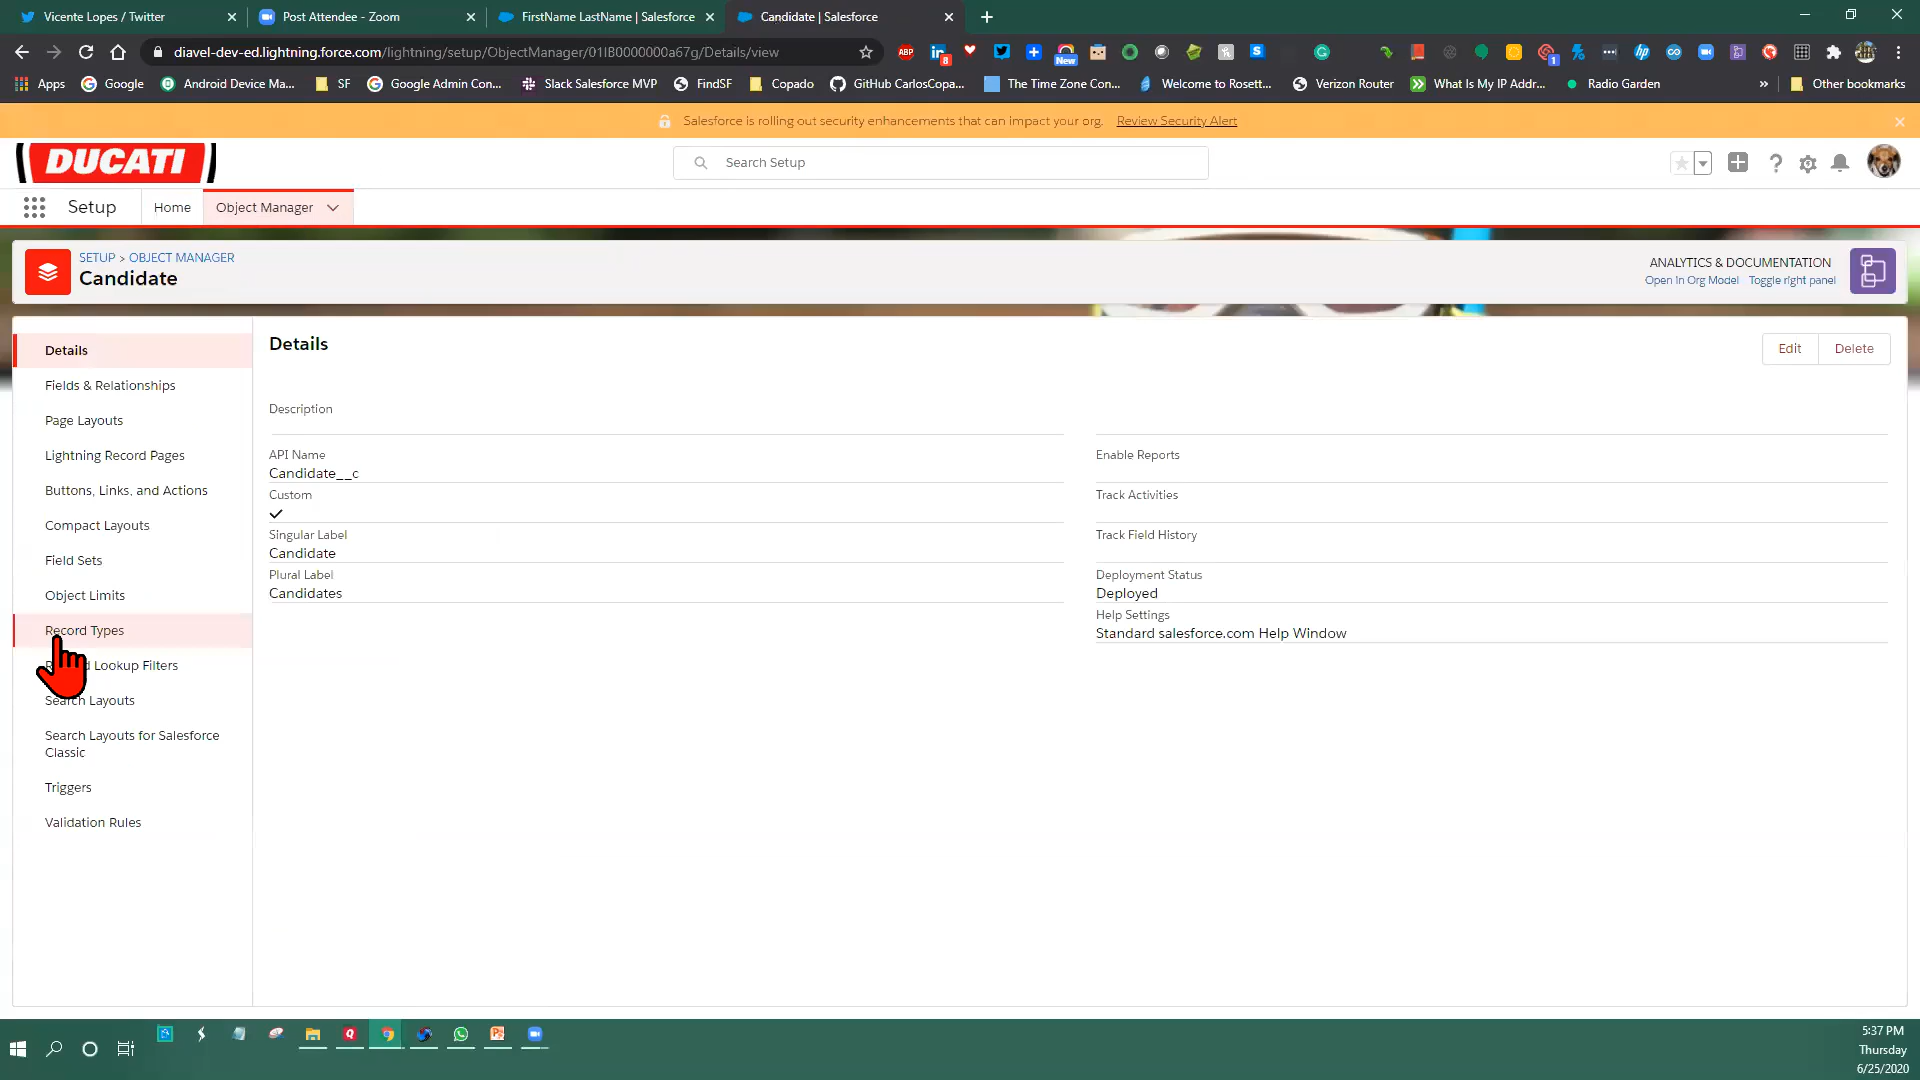 Vicente Lopes / Twitter
Post Attendee - Zoom
FirstName LastName | Salesforce
Candidate | Salesforce
diavel-dev-ed.lightning.force.com/lightning/setup/ObjectManager/01IB0000000a67g/Details/view
ABP
8
New
1
Apps
Google
Android Device Ma...
SF
Google Admin Con...
Slack Salesforce MVP
FindSF
Copado
GitHub CarlosCopa...
The Time Zone Con...
Welcome to Rosett...
Verizon Router
What Is My IP Addr...
Radio Garden
»
Other bookmarks
Salesforce is rolling out security enhancements that can impact your org. Review Security Alert
DUCATI
Search Setup
Setup
Home
Object Manager
SETUP > OBJECT MANAGER
Candidate
ANALYTICS & DOCUMENTATION
Open In Org Model Toggle right panel
Details
Fields & Relationships
Page Layouts
Lightning Record Pages
Buttons, Links, and Actions
Compact Layouts
Field Sets
Object Limits
Record Types
Lookup Filters
Search Layouts
Search Layouts for Salesforce
Classic
Triggers
Validation Rules
Details
Edit
Delete
Description
API Name
Candidate__c
Custom
Singular Label
Candidate
Plural Label
Candidates
Enable Reports
Track Activities
Track Field History
Deployment Status
Deployed
Help Settings
Standard salesforce.com Help Window
5:37 PM
Thursday
6/25/2020